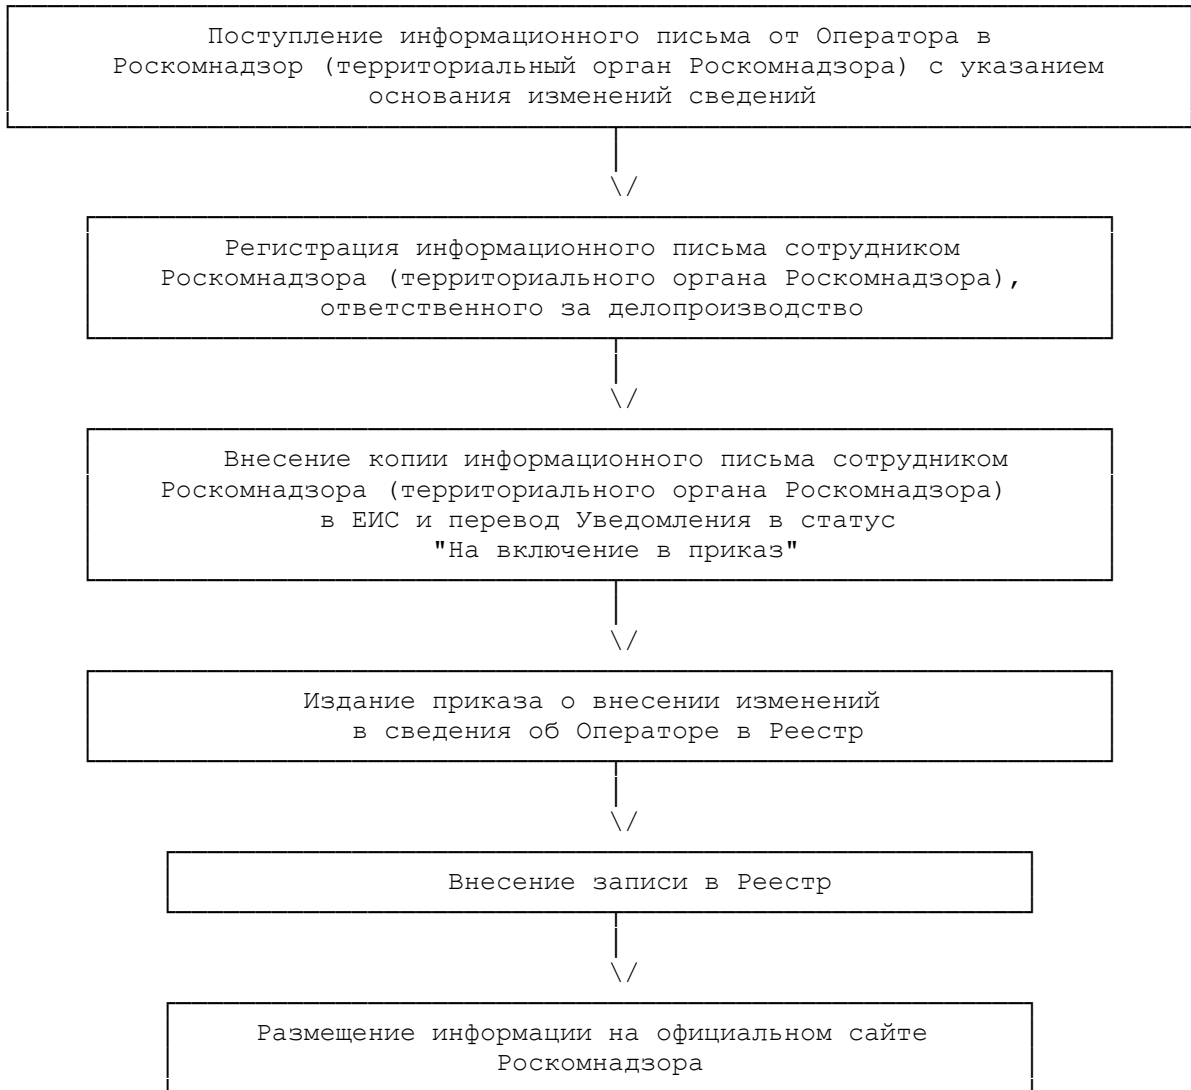 Поступление информационного письма от Оператора в
Роскомнадзор (территориальный орган Роскомнадзора) с указанием
основания изменений сведений
\/
Регистрация информационного письма сотрудником
Роскомнадзора (территориального органа Роскомнадзора),
ответственного за делопроизводство
\/
Внесение копии информационного письма сотрудником
Роскомнадзора (территориального органа Роскомнадзора)
в ЕИС и перевод Уведомления в статус
"На включение в приказ"
\/
Издание приказа о внесении изменений
в сведения об Операторе в Реестр
\/
Внесение записи в Реестр
\/
Размещение информации на официальном сайте
Роскомнадзора